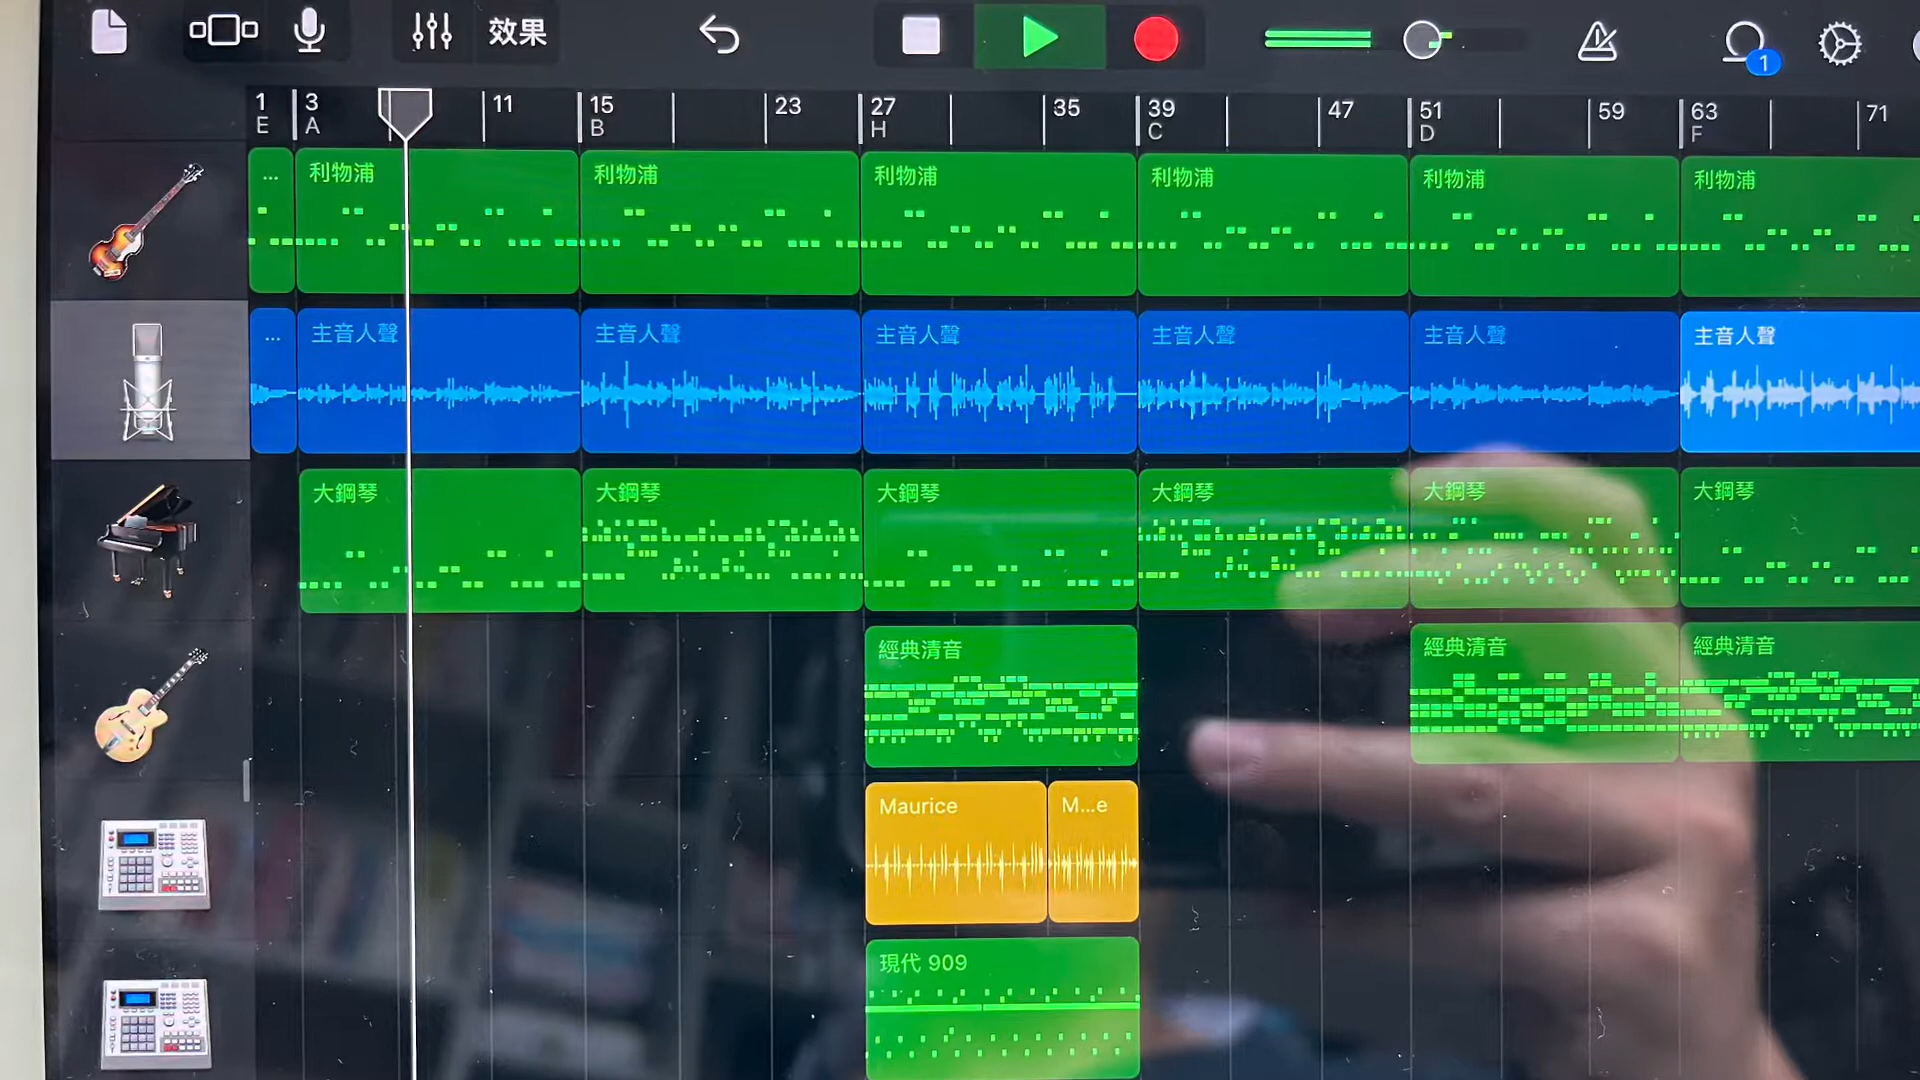 效果
1 3 11 15 23 27 35 39 47 51 59 63 71
E A B H C D F
1
... 利物浦 利物浦 利物浦 利物浦 利物浦 利物浦
... 主音人聲 主音人聲 主音人聲 主音人聲 主音人聲 主音人聲
大鋼琴 大鋼琴 大鋼琴 大鋼琴 大鋼琴 大鋼琴
經典清音 經典清音 經典清音
Maurice M...e
現代 909